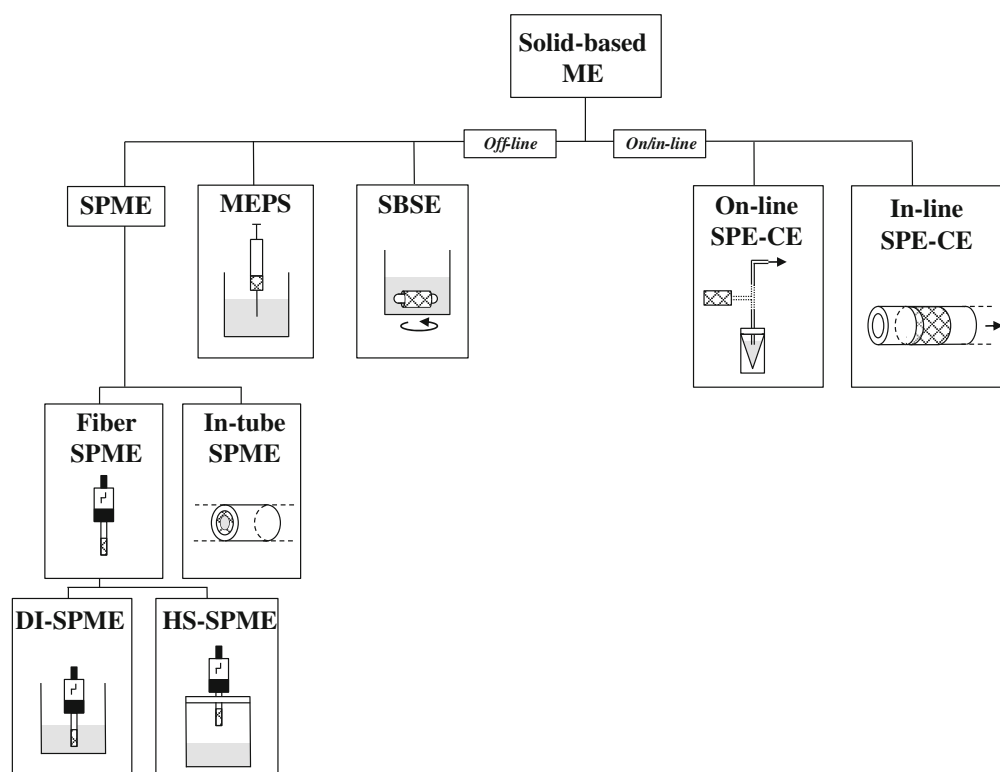 Solid-based
ME
Off-line
On/in-line
SPME
MEPS
SBSE
On-line
SPE-CE
In-line
SPE-CE
Fiber
SPME
In-tube
SPME
DI-SPME
HS-SPME